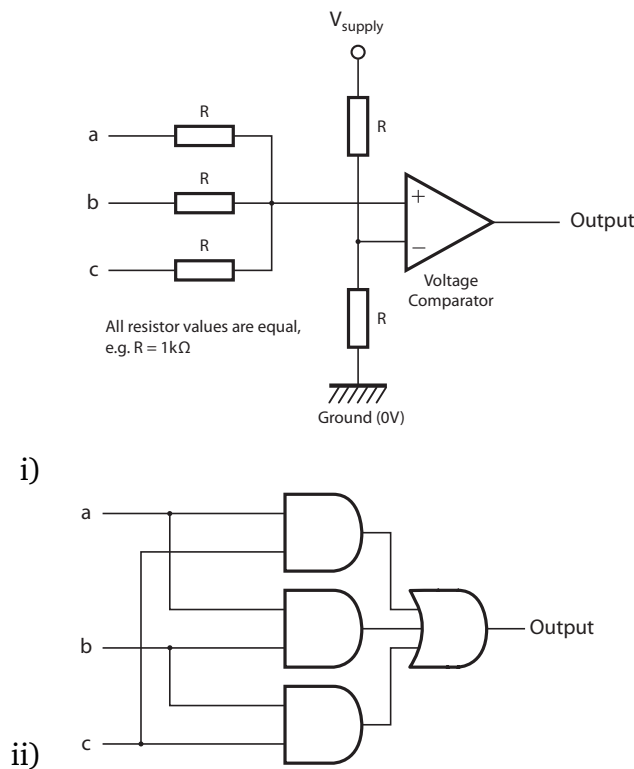 V_supply
R
a
R
R
b
R
+
Output
c
R
−
Voltage
Comparator
R
All resistor values are equal,
e.g. R = 1kΩ
Ground (0V)
i)
a
b
Output
c
ii)